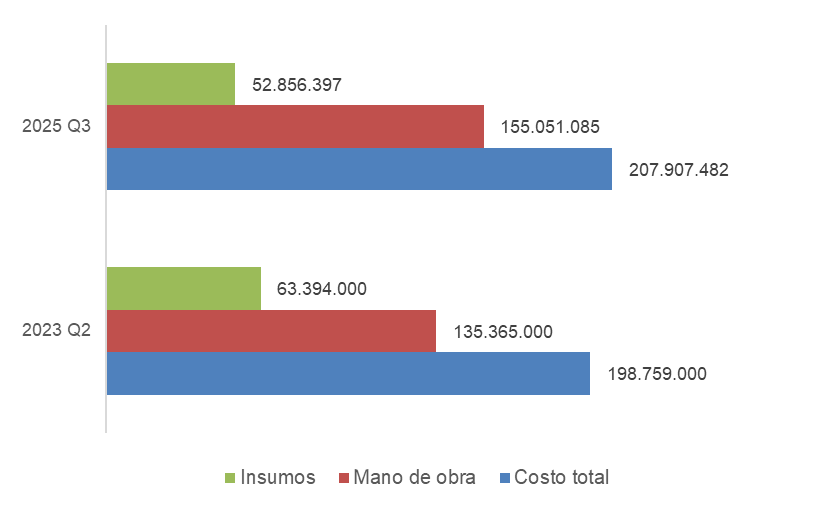 52.856.397
2025 Q3
155.051.085
207.907.482
63.394.000
2023 Q2
135.365.000
198.759.000
Insumos Mano de obra Costo total